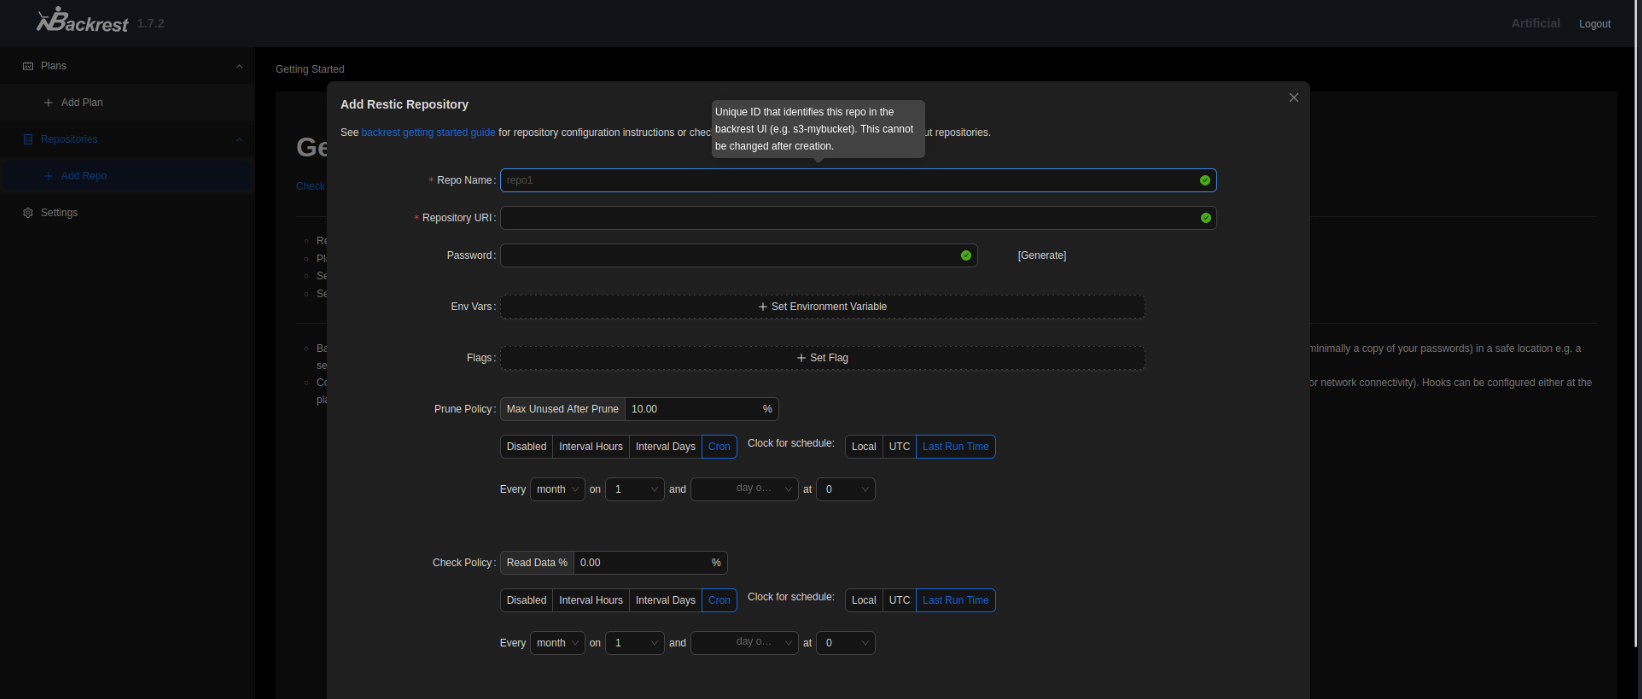 Backrest 1.7.2
Artificial Logout
Plans
Add Plan
Repositories
Add Repo
Settings
Getting Started
Ge
Check
Re
Pl
Se
Se
Ba
se
Co
pla
minimally a copy of your passwords) in a safe location e.g. a
or network connectivity). Hooks can be configured either at the
Add Restic Repository
Unique ID that identifies this repo in the
backrest UI (e.g. s3-mybucket). This cannot
be changed after creation.
See backrest getting started guide for repository configuration instructions or chec ut repositories.
* Repo Name: repo1
* Repository URI:
Password: [Generate]
Env Vars: + Set Environment Variable
Flags: + Set Flag
Prune Policy: Max Unused After Prune 10.00 %
Disabled Interval Hours Interval Days Cron Clock for schedule: Local UTC Last Run Time
Every month on 1 and day o... at 0
Check Policy: Read Data % 0.00 %
Disabled Interval Hours Interval Days Cron Clock for schedule: Local UTC Last Run Time
Every month on 1 and day o... at 0